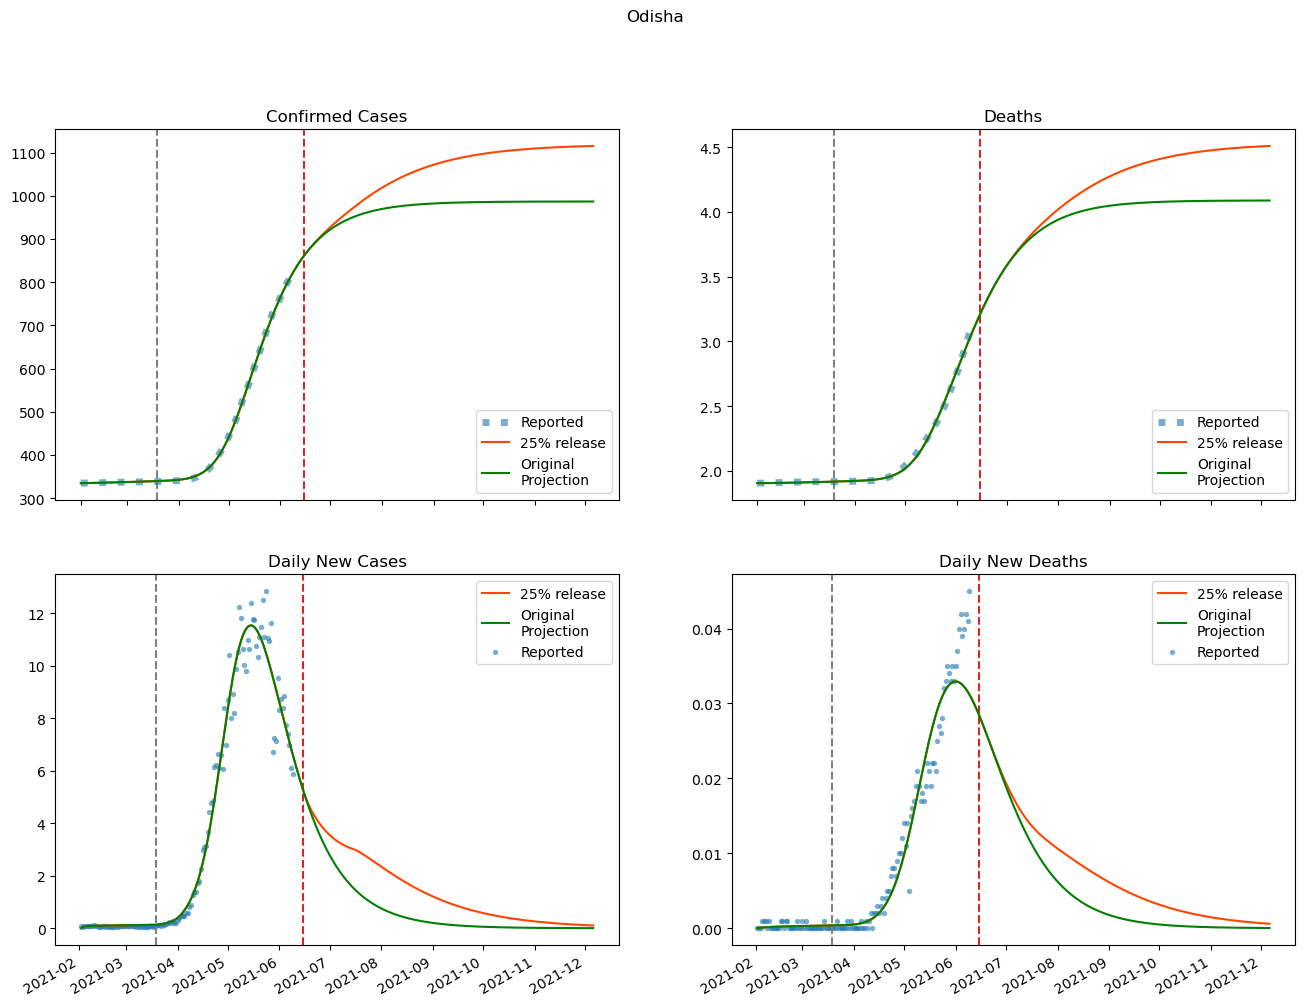 Odisha
Confirmed Cases
1100
1000
900
800
700
600
500
400
300
Reported
25% release
Original
Projection
Deaths
4.5
4.0
3.5
3.0
2.5
2.0
Reported
25% release
Original
Projection
Daily New Cases
12
10
8
6
4
2
0
25% release
Original
Projection
Reported
2021-02
2021-03
2021-04
2021-05
2021-06
2021-07
2021-08
2021-09
2021-10
2021-11
2021-12
Daily New Deaths
0.04
0.03
0.02
0.01
0.00
25% release
Original
Projection
Reported
2021-02
2021-03
2021-04
2021-05
2021-06
2021-07
2021-08
2021-09
2021-10
2021-11
2021-12